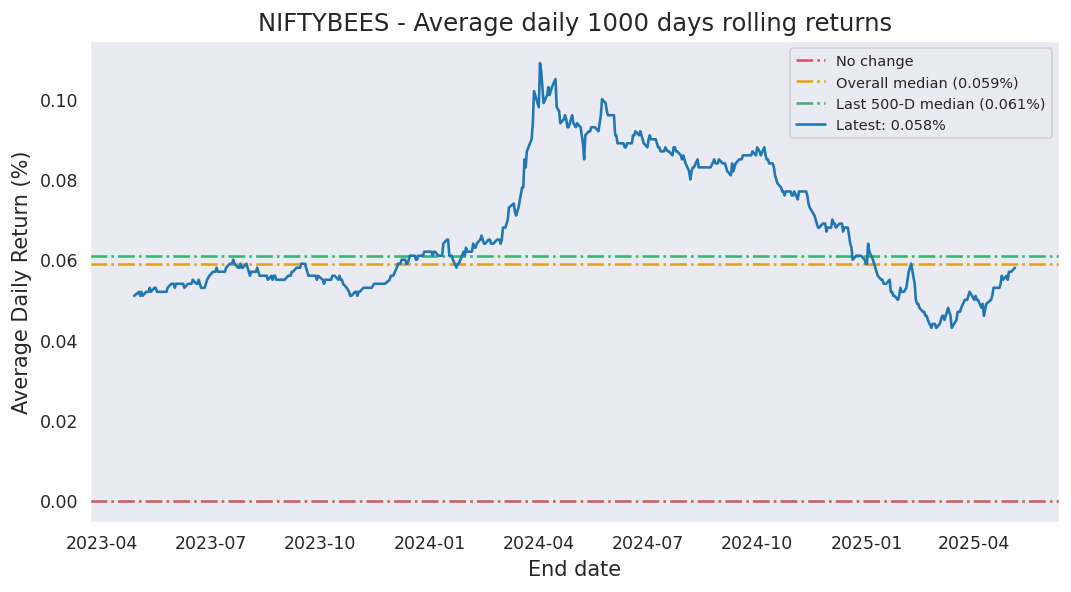 NIFTYBEES - Average daily 1000 days rolling returns
No change
Overall median (0.059%)
Last 500-D median (0.061%)
Latest: 0.058%
Average Daily Return (%)
0.10
0.08
0.06
0.04
0.02
0.00
2023-04 2023-07 2023-10 2024-01 2024-04 2024-07 2024-10 2025-01 2025-04
End date